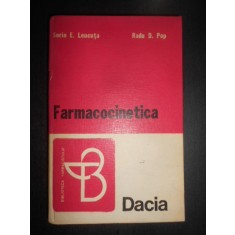 Sorin E. Leucuța
Radu D. Pop
Farmacocinetica
Dacia